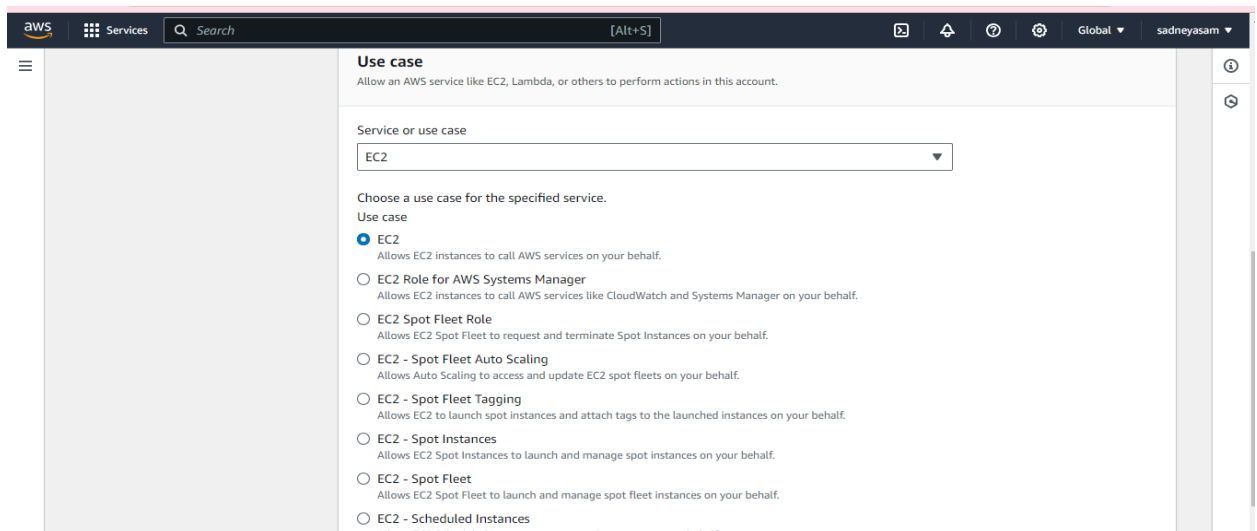 aws
Services
Search
[Alt+S]
Global
sadneyasam
Use case
Allow an AWS service like EC2, Lambda, or others to perform actions in this account.
Service or use case
EC2
Choose a use case for the specified service.
Use case
EC2
Allows EC2 instances to call AWS services on your behalf.
EC2 Role for AWS Systems Manager
Allows EC2 instances to call AWS services like CloudWatch and Systems Manager on your behalf.
EC2 Spot Fleet Role
Allows EC2 Spot Fleet to request and terminate Spot Instances on your behalf.
EC2 - Spot Fleet Auto Scaling
Allows Auto Scaling to access and update EC2 spot fleets on your behalf.
EC2 - Spot Fleet Tagging
Allows EC2 to launch spot instances and attach tags to the launched instances on your behalf.
EC2 - Spot Instances
Allows EC2 Spot Instances to launch and manage spot instances on your behalf.
EC2 - Spot Fleet
Allows EC2 Spot Fleet to launch and manage spot fleet instances on your behalf.
EC2 - Scheduled Instances